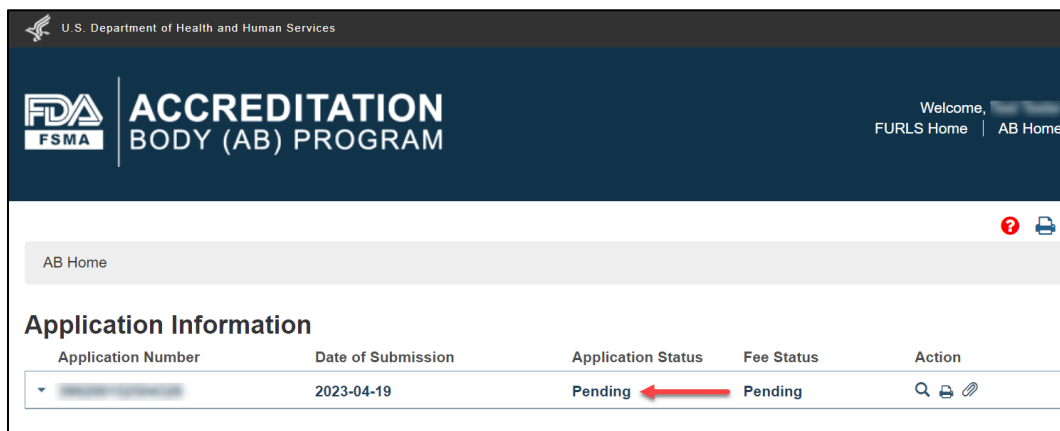 U.S. Department of Health and Human Services
FDA
FSMA
ACCREDITATION
BODY (AB) PROGRAM
Welcome,
FURLS Home | AB Home
?
AB Home
Application Information
Application Number Date of Submission Application Status Fee Status Action
2023-04-19 Pending Pending